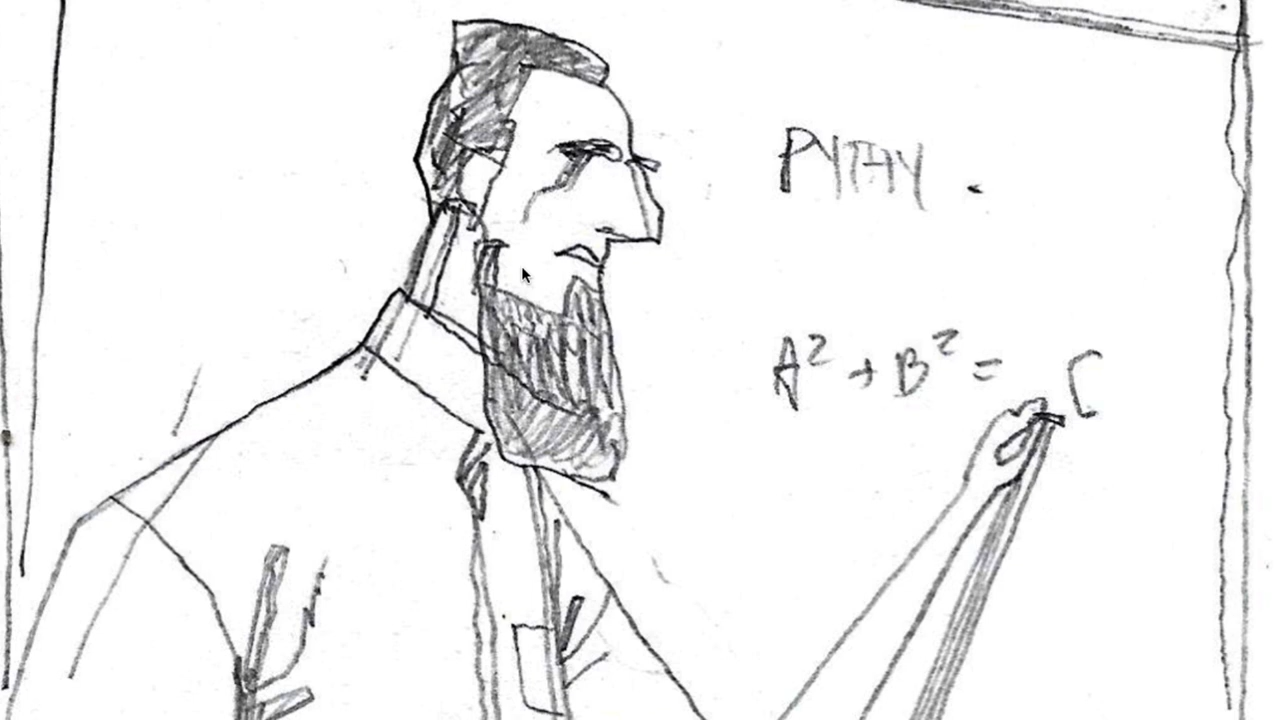 PYTHY.
A² + B² = C